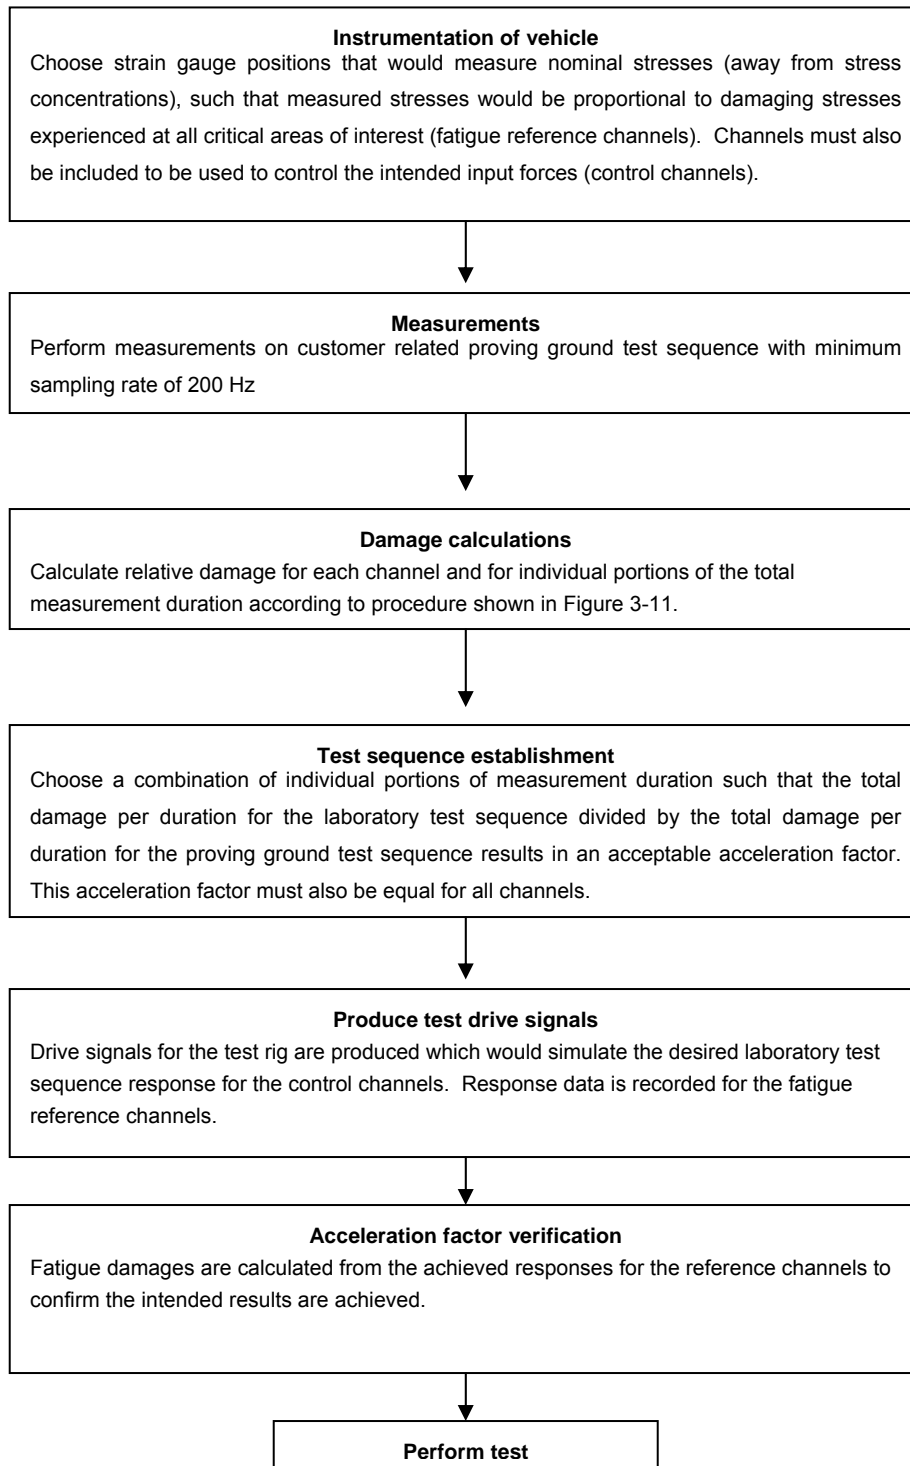 Instrumentation of vehicle
Choose strain gauge positions that would measure nominal stresses (away from stress
concentrations), such that measured stresses would be proportional to damaging stresses
experienced at all critical areas of interest (fatigue reference channels). Channels must also
be included to be used to control the intended input forces (control channels).
Measurements
Perform measurements on customer related proving ground test sequence with minimum
sampling rate of 200 Hz
Damage calculations
Calculate relative damage for each channel and for individual portions of the total
measurement duration according to procedure shown in Figure 3-11.
Test sequence establishment
Choose a combination of individual portions of measurement duration such that the total
damage per duration for the laboratory test sequence divided by the total damage per
duration for the proving ground test sequence results in an acceptable acceleration factor.
This acceleration factor must also be equal for all channels.
Produce test drive signals
Drive signals for the test rig are produced which would simulate the desired laboratory test
sequence response for the control channels. Response data is recorded for the fatigue
reference channels.
Acceleration factor verification
Fatigue damages are calculated from the achieved responses for the reference channels to
confirm the intended results are achieved.
Perform test